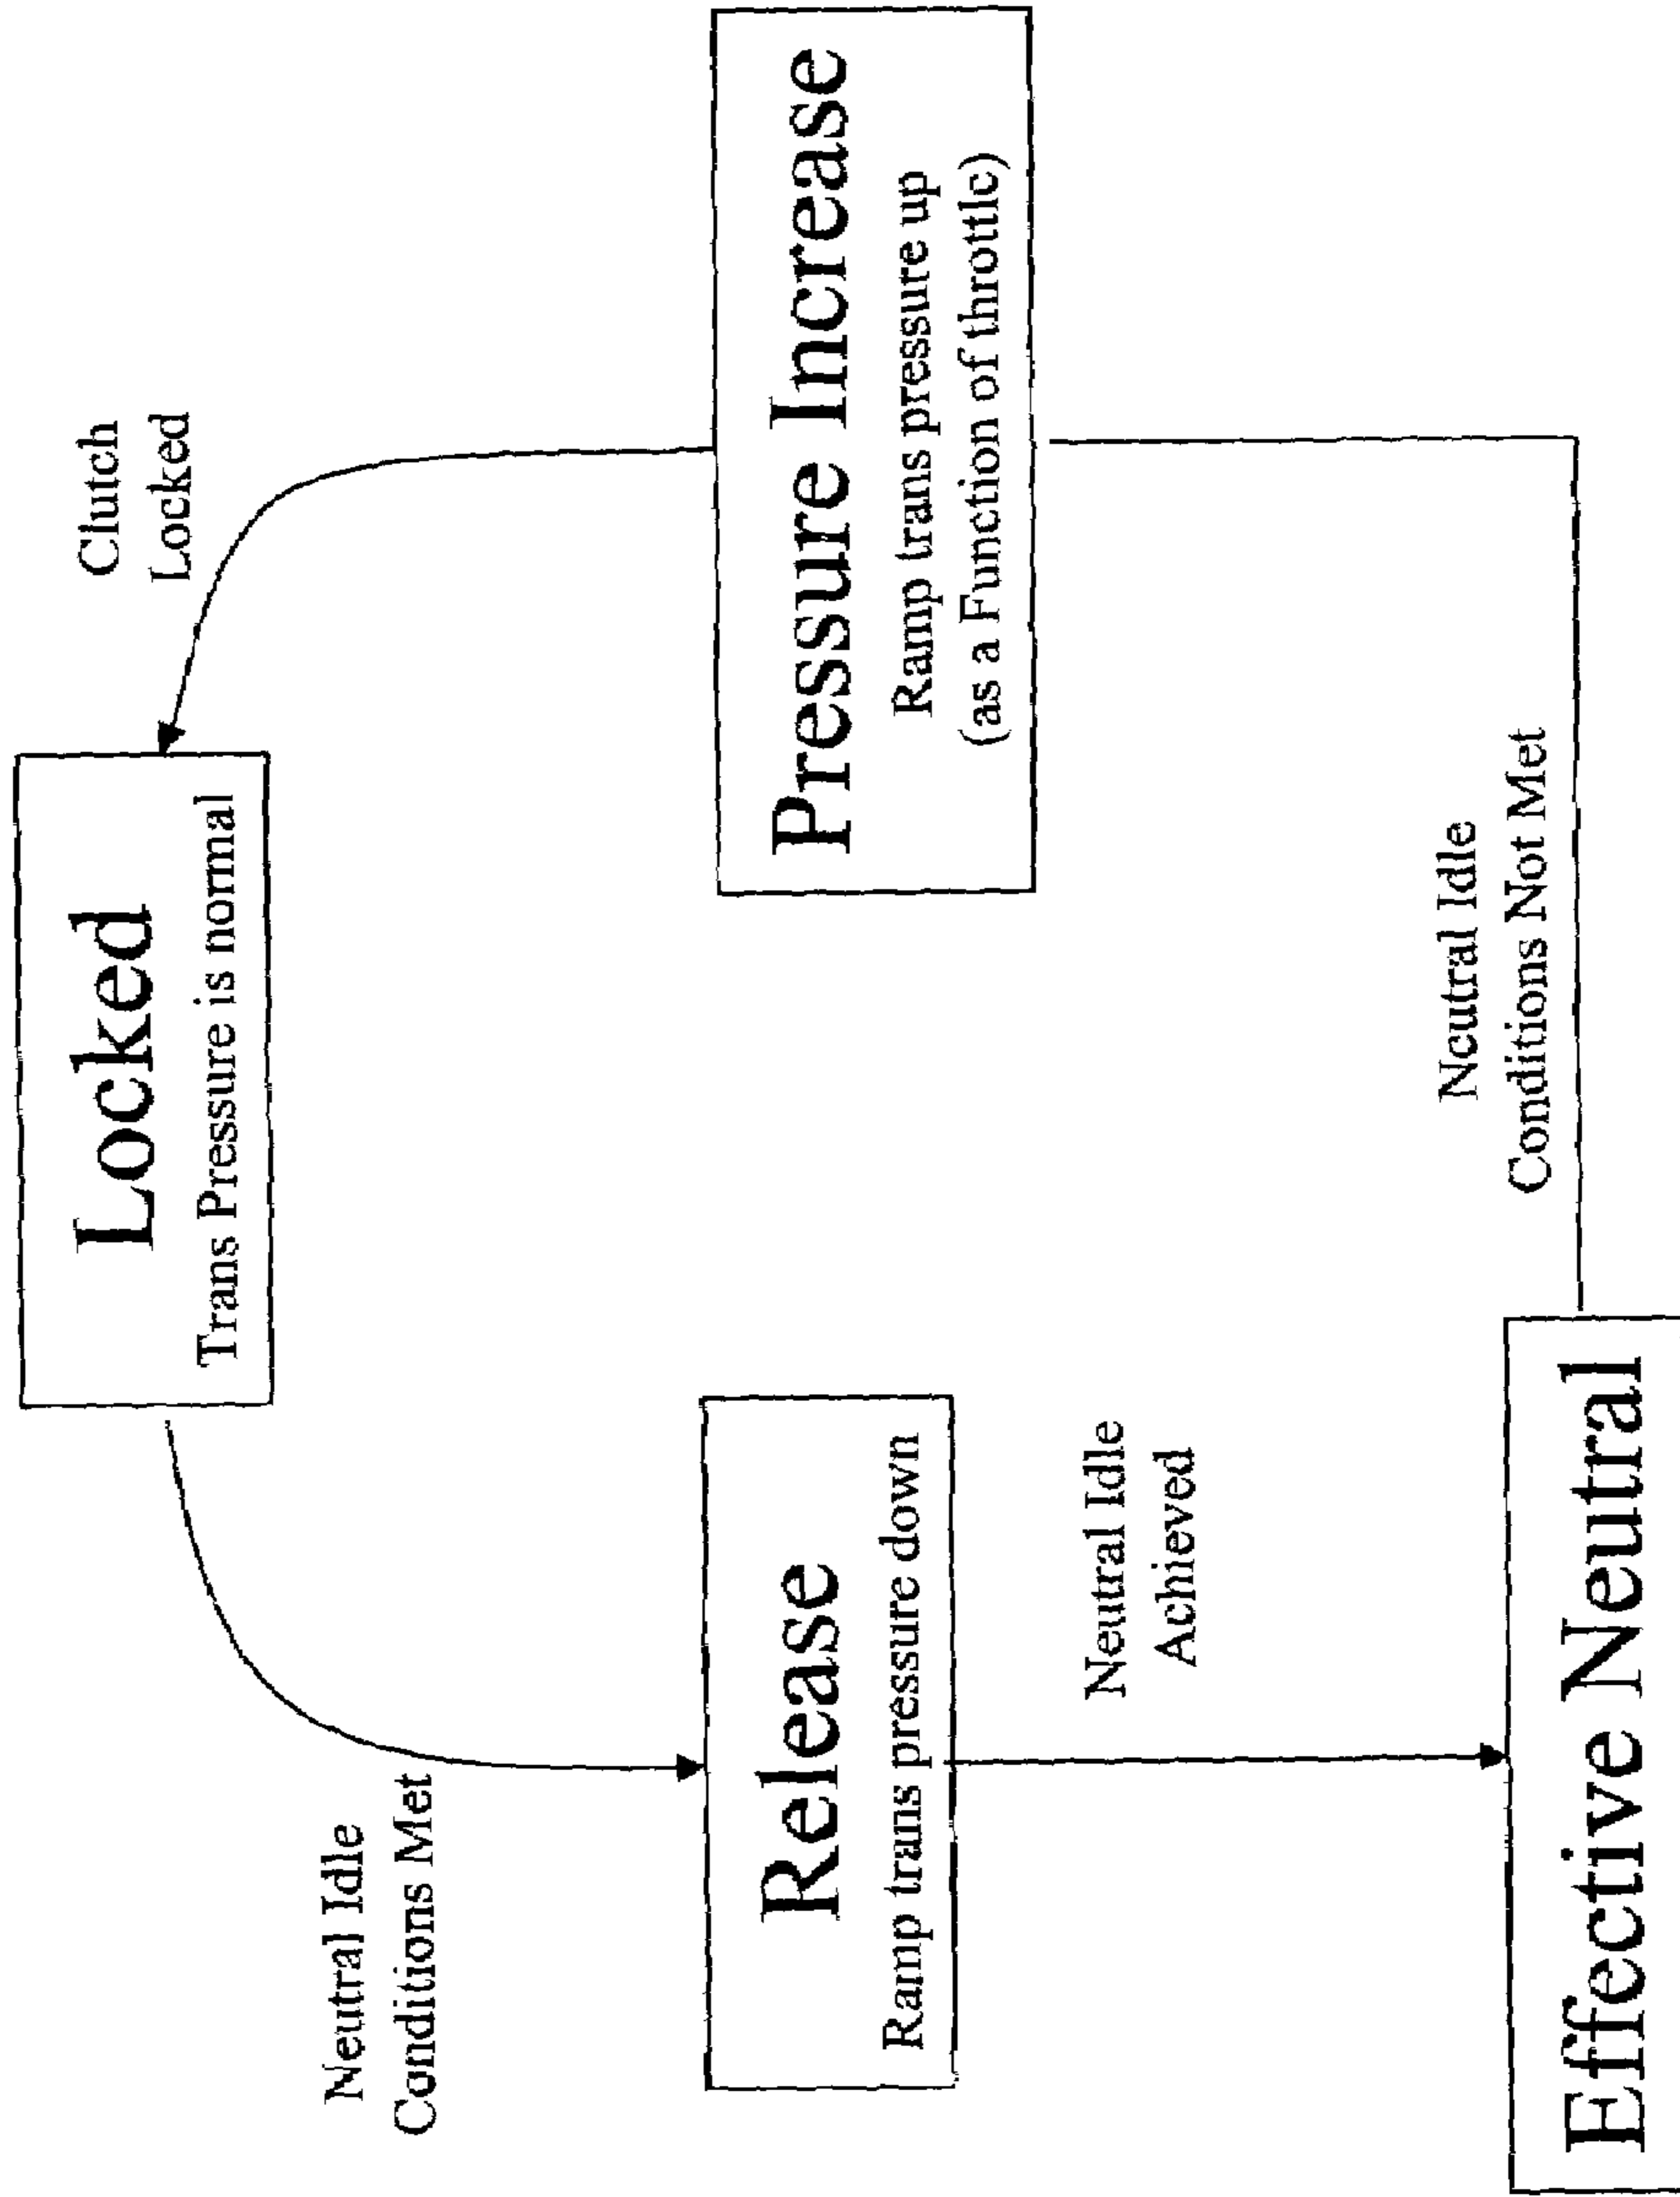 Locked
Trans Pressure is normal
Neutral Idle
Conditions Met
Clutch
Locked
Release
Ramp trans pressure down
Pressure Increase
Ramp trans pressure up
(as a Function of throttle)
Neutral Idle
Achieved
Neutral Idle
Conditions Not Met
Effective Neutral